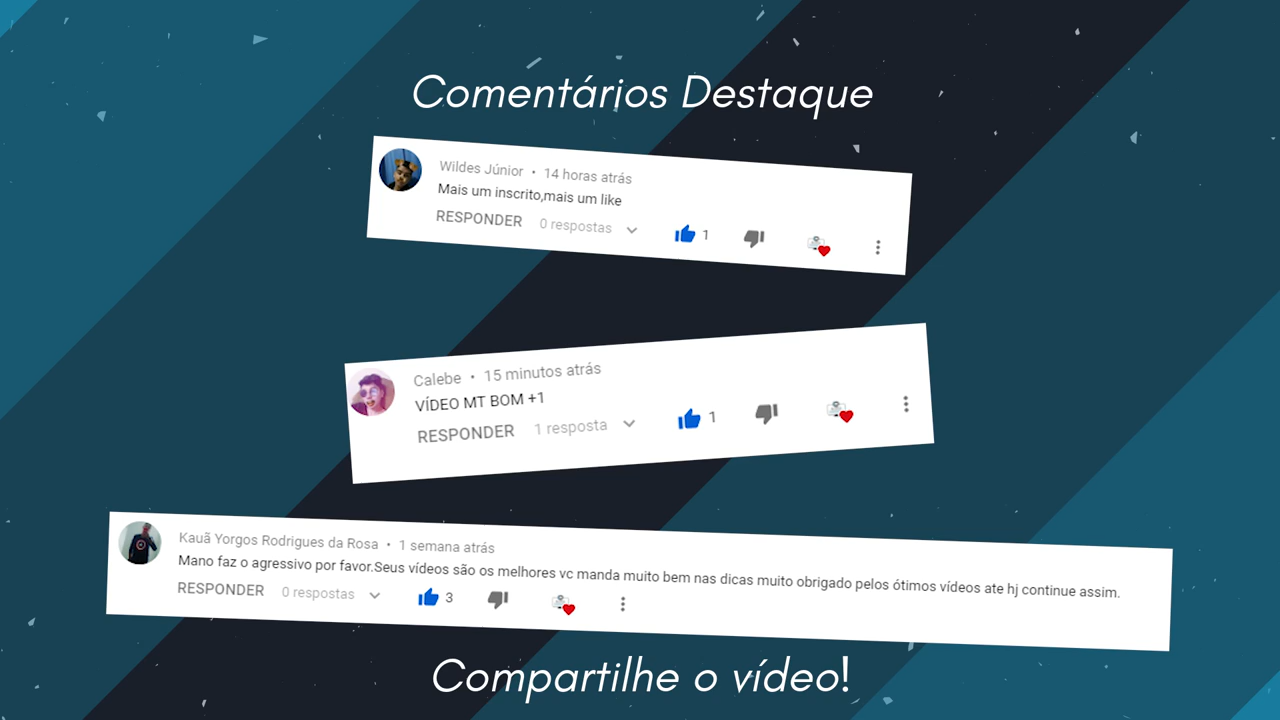 Comentários Destaque
Wildes Júnior • 14 horas atrás
Mais um inscrito,mais um like
RESPONDER 0 respostas 1
Calebe • 15 minutos atrás
VÍDEO MT BOM +1
RESPONDER 1 resposta 1
Kauã Yorgos Rodrigues da Rosa • 1 semana atrás
Mano faz o agressivo por favor.Seus vídeos são os melhores vc manda muito bem nas dicas muito obrigado pelos ótimos vídeos ate hj continue assim.
RESPONDER 0 respostas 3
Compartilhe o vídeo!